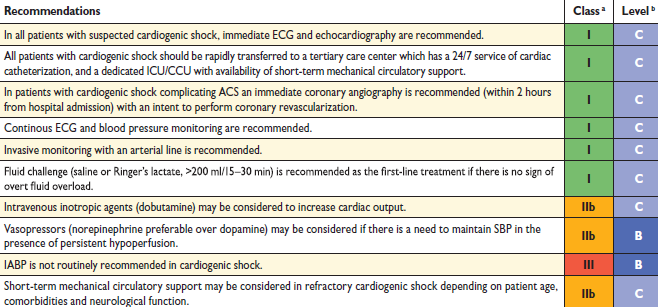 Recommendations Class a Level b
In all patients with suspected cardiogenic shock, immediate ECG and echocardiography are recommended. I C
All patients with cardiogenic shock should be rapidly transferred to a tertiary care center which has a 24/7 service of cardiac
catheterization, and a dedicated ICU/CCU with availability of short-term mechanical circulatory support. I C
In patients with cardiogenic shock complicating ACS an immediate coronary angiography is recommended (within 2 hours
from hospital admission) with an intent to perform coronary revascularization. I C
Continous ECG and blood pressure monitoring are recommended. I C
Invasive monitoring with an arterial line is recommended. I C
Fluid challenge (saline or Ringer's lactate, >200 ml/15–30 min) is recommended as the first-line treatment if there is no sign of
overt fluid overload. I C
Intravenous inotropic agents (dobutamine) may be considered to increase cardiac output. IIb C
Vasopressors (norepinephrine preferable over dopamine) may be considered if there is a need to maintain SBP in the
presence of persistent hypoperfusion. IIb B
IABP is not routinely recommended in cardiogenic shock. III B
Short-term mechanical circulatory support may be considered in refractory cardiogenic shock depending on patient age,
comorbidities and neurological function. IIb C